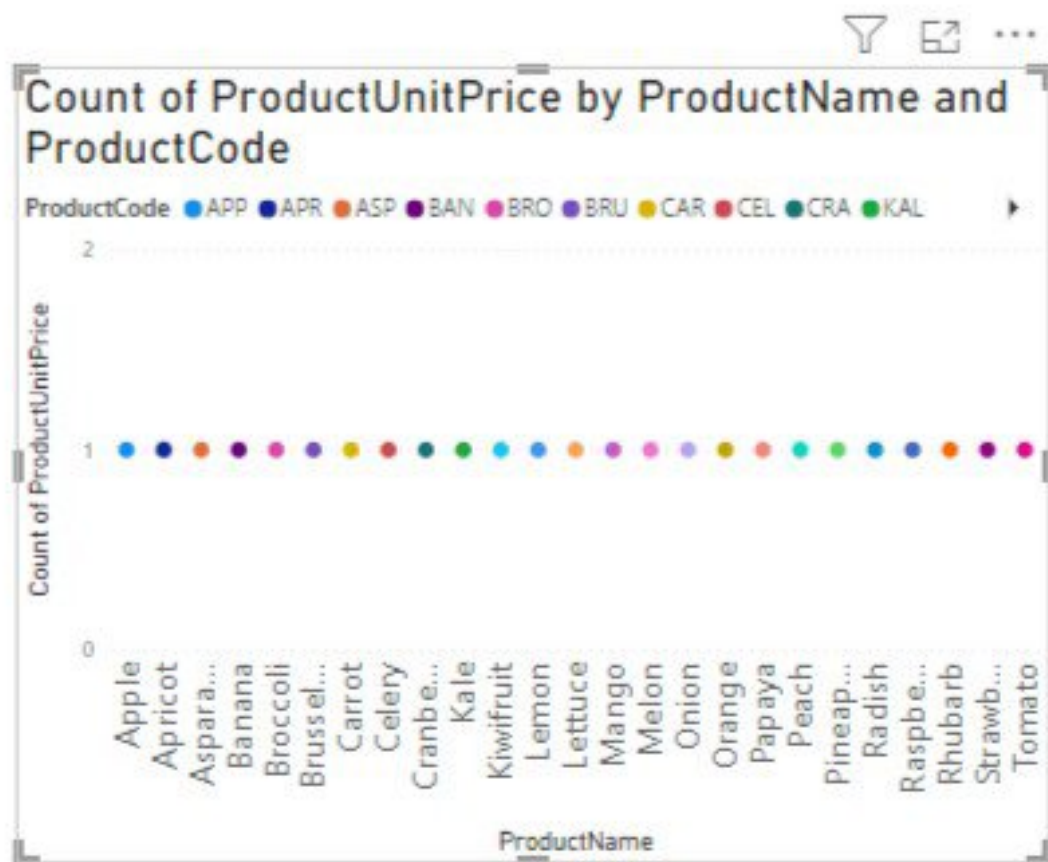 Count of ProductUnitPrice by ProductName and
ProductCode
ProductCode APP APR ASP BAN BRO BRU CAR CEL CRA KAL
2
Count of ProductUnitPrice
1
0
Apple
Apricot
Aspara...
Banana
Broccoli
Brussel...
Carrot
Celery
Cranbe...
Kale
Kiwifruit
Lemon
Lettuce
Mango
Melon
Onion
Orange
Papaya
Peach
Pineap...
Radish
Raspbe...
Rhubarb
Strawb...
Tomato
ProductName